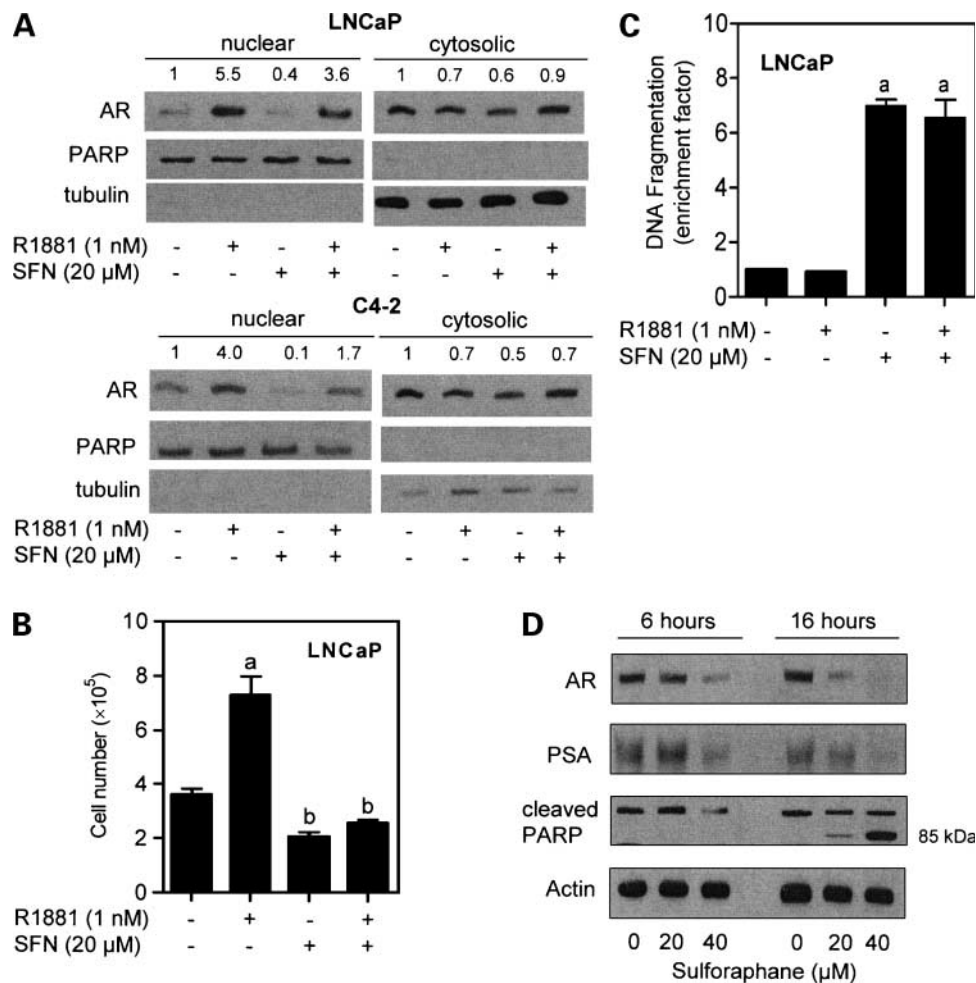 A
LNCaP
nuclear cytosolic
1 5.5 0.4 3.6 1 0.7 0.6 0.9
AR
PARP
tubulin
R1881 (1 nM) - + - + - + - +
SFN (20 µM) - - + + - - + +
C4-2
nuclear cytosolic
1 4.0 0.1 1.7 1 0.7 0.5 0.7
AR
PARP
tubulin
R1881 (1 nM) - + - + - + - +
SFN (20 µM) - - + + - - + +
B
LNCaP
Cell number (×10⁵)
10
8
6
4
2
0
a
b b
R1881 (1 nM) - + - +
SFN (20 µM) - - + +
C
LNCaP
DNA Fragmentation
(enrichment factor)
10
8
6
4
2
0
a a
R1881 (1 nM) - + - +
SFN (20 µM) - - + +
D
6 hours 16 hours
AR
PSA
cleaved
PARP 85 kDa
Actin
0 20 40 0 20 40
Sulforaphane (µM)